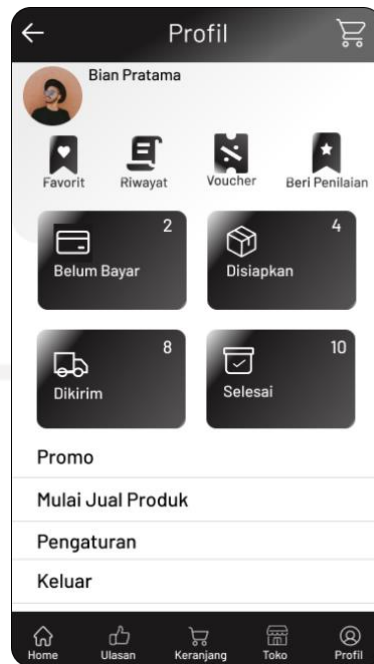 Profil
Bian Pratama
Favorit Riwayat Voucher Beri Penilaian
2 4
Belum Bayar Disiapkan
8 10
Dikirim Selesai
Promo
Mulai Jual Produk
Pengaturan
Keluar
Home Ulasan Keranjang Toko Profil